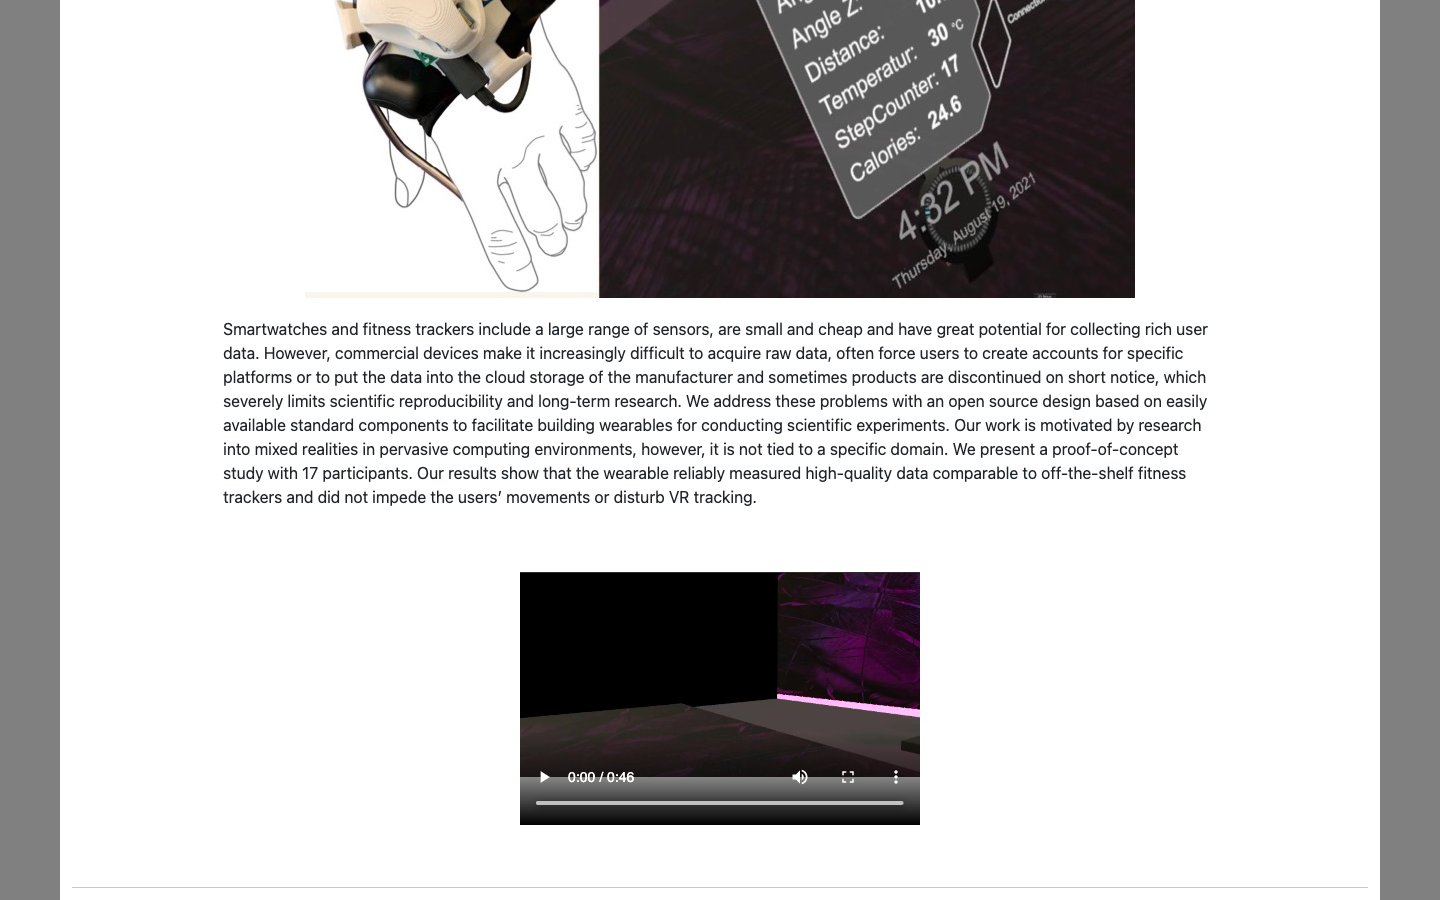 Angle Z:
Distance: 10.
Temperatur: 30 °C
StepCounter: 17
Calories: 24.6
4:32 PM
Thursday, August 19, 2021
Smartwatches and fitness trackers include a large range of sensors, are small and cheap and have great potential for collecting rich user
data. However, commercial devices make it increasingly difficult to acquire raw data, often force users to create accounts for specific
platforms or to put the data into the cloud storage of the manufacturer and sometimes products are discontinued on short notice, which
severely limits scientific reproducibility and long-term research. We address these problems with an open source design based on easily
available standard components to facilitate building wearables for conducting scientific experiments. Our work is motivated by research
into mixed realities in pervasive computing environments, however, it is not tied to a specific domain. We present a proof-of-concept
study with 17 participants. Our results show that the wearable reliably measured high-quality data comparable to off-the-shelf fitness
trackers and did not impede the users’ movements or disturb VR tracking.
0:00 / 0:46